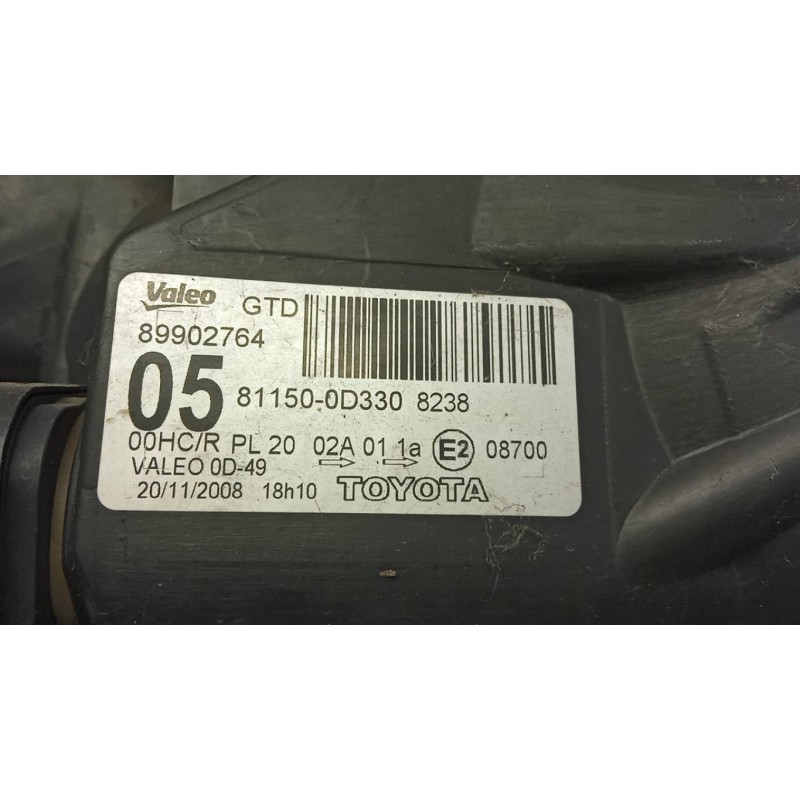 Valeo GTD
89902764
05 81150-0D330 8238
00HC/R PL 20 02A 01 1a E2 08700
VALEO 0D-49
20/11/2008 18h10 TOYOTA